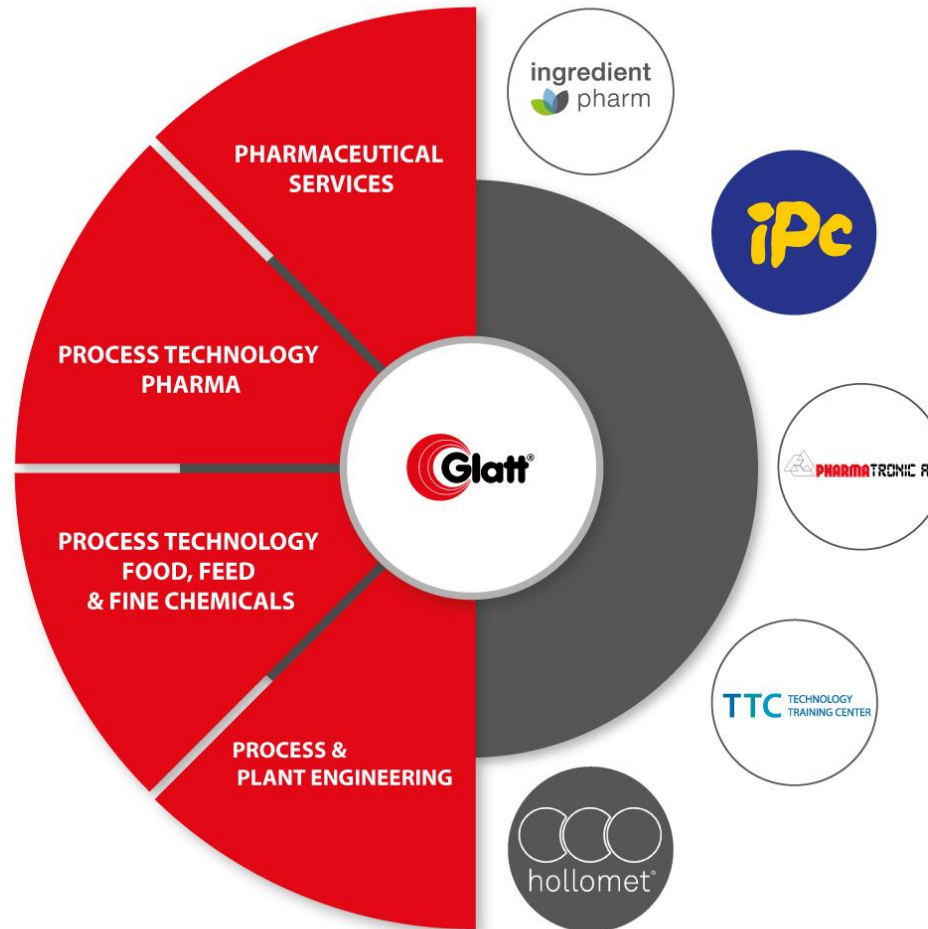 PHARMACEUTICAL
SERVICES
PROCESS TECHNOLOGY
PHARMA
PROCESS TECHNOLOGY
FOOD, FEED
& FINE CHEMICALS
PROCESS &
PLANT ENGINEERING
Glatt®
ingredient
pharm
iPc
PHARMATRONIC
TTC TECHNOLOGY
TRAINING CENTER
hollomet®